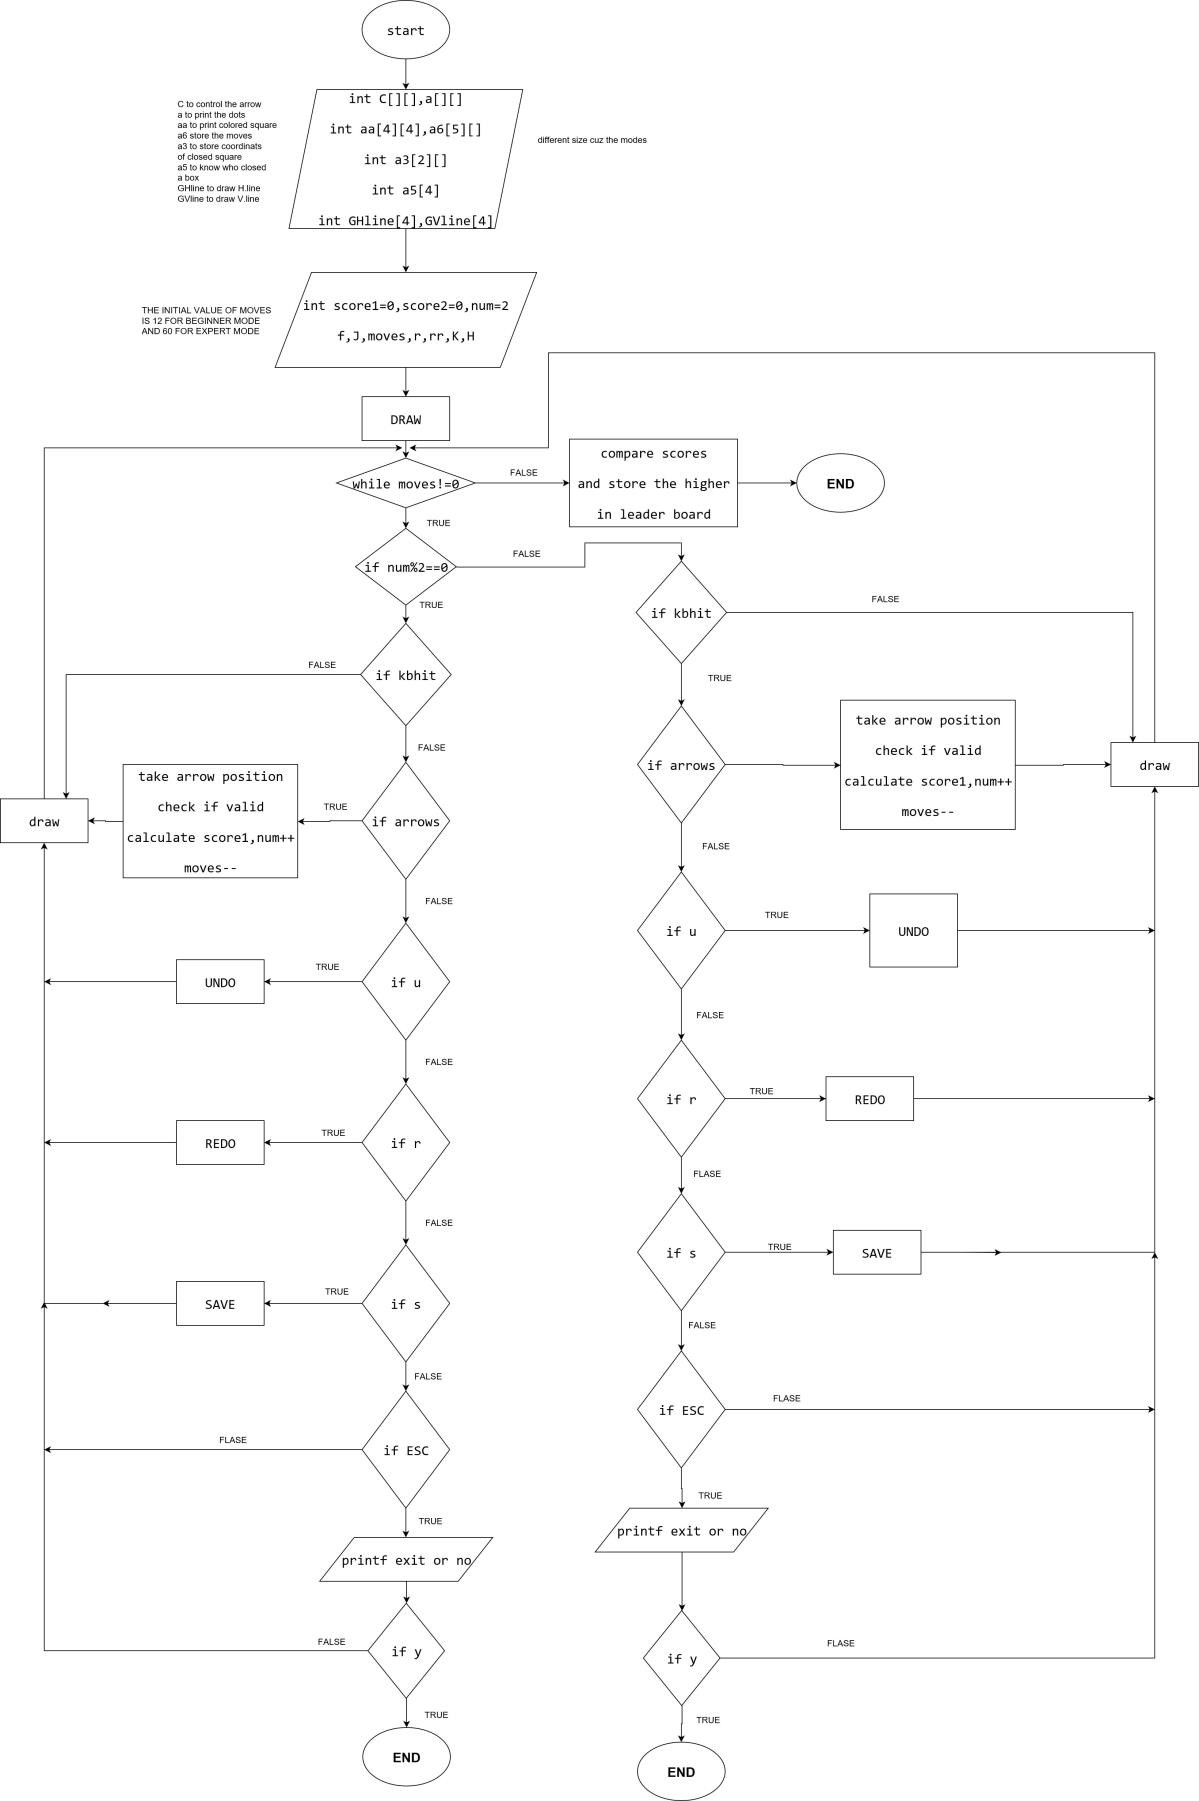 start
C to control the arrow
a to print the dots
aa to print colored square
a6 store the moves
a3 to store coordinats
of closed square
a5 to know who closed
a box
GHline to draw H.line
GVline to draw V.line
int C[][],a[][]
int aa[4][4],a6[5][]
int a3[2][]
int a5[4]
int GHline[4],GVline[4]
different size cuz the modes
THE INITIAL VALUE OF MOVES
IS 12 FOR BEGINNER MODE
AND 60 FOR EXPERT MODE
int score1=0,score2=0,num=2
f,J,moves,r,rr,K,H
DRAW
while moves!=0
FALSE
compare scores
and store the higher
in leader board
END
TRUE
if num%2==0
FALSE
TRUE
if kbhit
FALSE
FALSE
if arrows
TRUE
take arrow position
check if valid
calculate score1,num++
moves--
draw
FALSE
if u
TRUE
UNDO
FALSE
if r
TRUE
REDO
FALSE
if s
TRUE
SAVE
FALSE
if ESC
FLASE
TRUE
printf exit or no
if y
FALSE
TRUE
END
if kbhit
FALSE
TRUE
if arrows
take arrow position
check if valid
calculate score1,num++
moves--
draw
FALSE
if u
TRUE
UNDO
FALSE
if r
TRUE
REDO
FLASE
if s
TRUE
SAVE
FALSE
if ESC
FLASE
TRUE
printf exit or no
if y
FLASE
TRUE
END